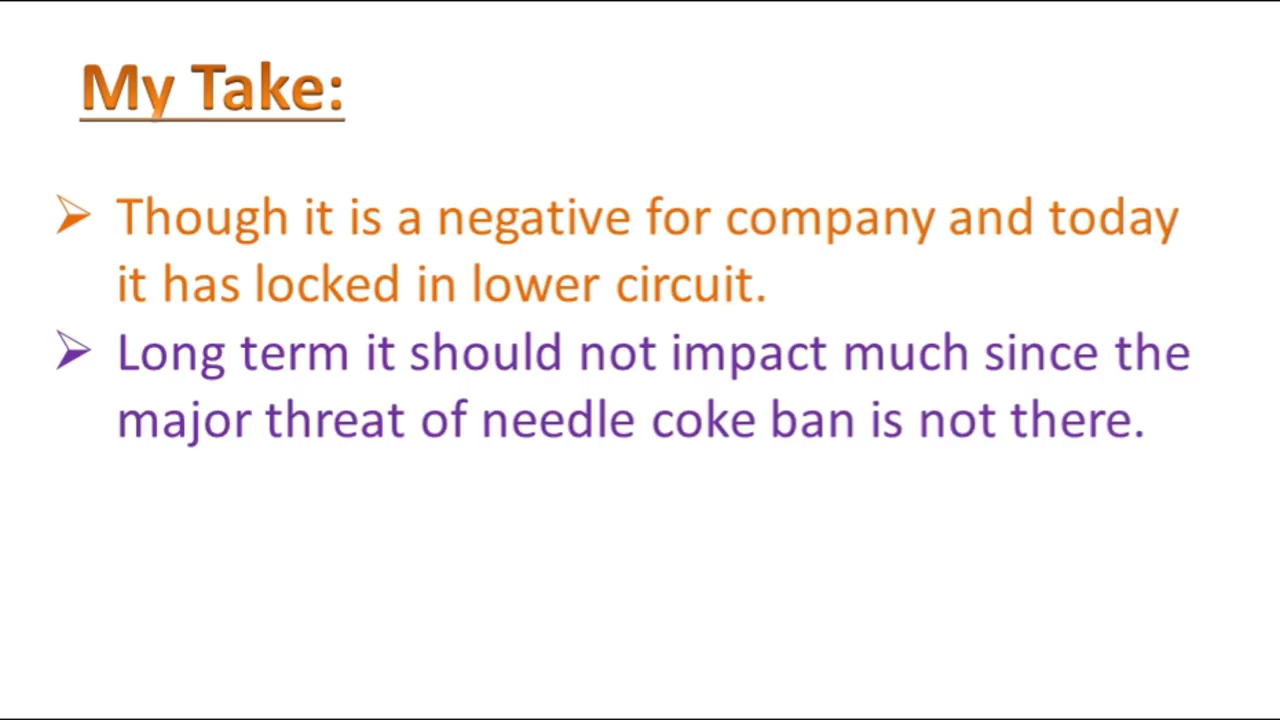 My Take:
➢ Though it is a negative for company and today
it has locked in lower circuit.
➢ Long term it should not impact much since the
major threat of needle coke ban is not there.